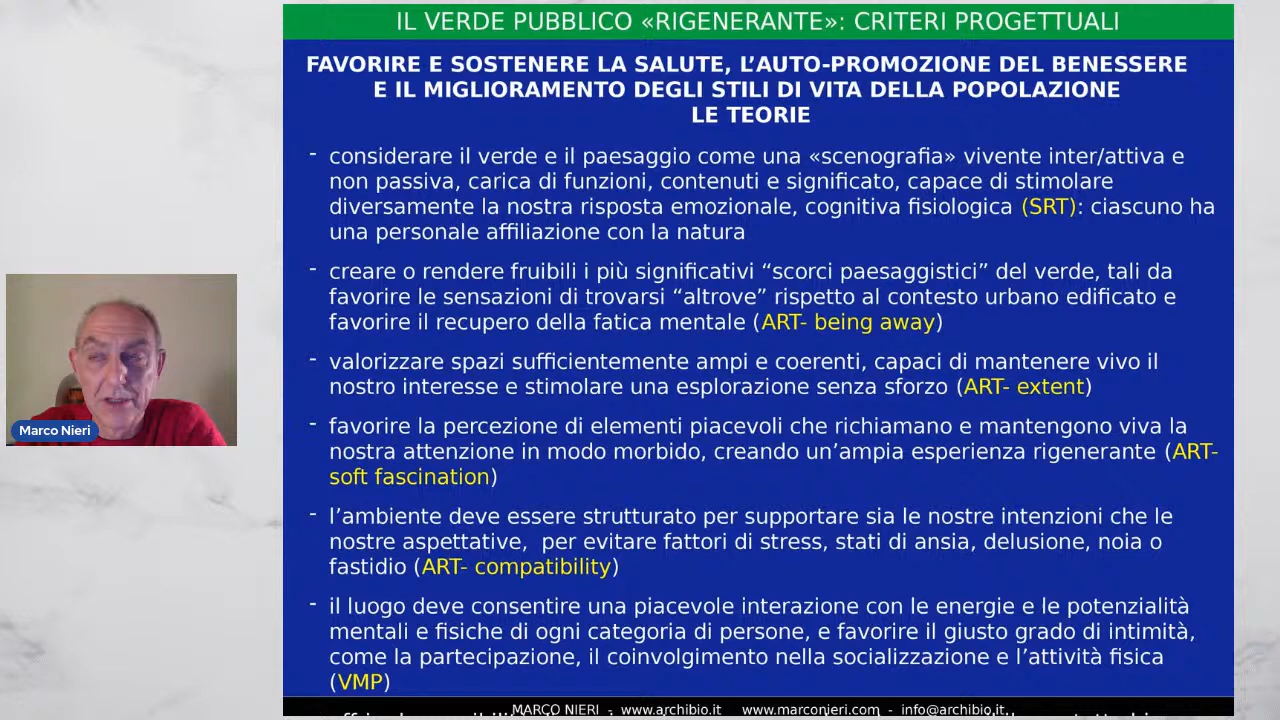 IL VERDE PUBBLICO «RIGENERANTE»: CRITERI PROGETTUALI
FAVORIRE E SOSTENERE LA SALUTE, L’AUTO-PROMOZIONE DEL BENESSERE
E IL MIGLIORAMENTO DEGLI STILI DI VITA DELLA POPOLAZIONE
LE TEORIE
- considerare il verde e il paesaggio come una «scenografia» vivente inter/attiva e
non passiva, carica di funzioni, contenuti e significato, capace di stimolare
diversamente la nostra risposta emozionale, cognitiva fisiologica (SRT): ciascuno ha
una personale affiliazione con la natura
- creare o rendere fruibili i più significativi “scorci paesaggistici” del verde, tali da
favorire le sensazioni di trovarsi “altrove” rispetto al contesto urbano edificato e
favorire il recupero della fatica mentale (ART- being away)
- valorizzare spazi sufficientemente ampi e coerenti, capaci di mantenere vivo il
nostro interesse e stimolare una esplorazione senza sforzo (ART- extent)
- favorire la percezione di elementi piacevoli che richiamano e mantengono viva la
nostra attenzione in modo morbido, creando un’ampia esperienza rigenerante (ART-
soft fascination)
- l’ambiente deve essere strutturato per supportare sia le nostre intenzioni che le
nostre aspettative,  per evitare fattori di stress, stati di ansia, delusione, noia o
fastidio (ART- compatibility)
- il luogo deve consentire una piacevole interazione con le energie e le potenzialità
mentali e fisiche di ogni categoria di persone, e favorire il giusto grado di intimità,
come la partecipazione, il coinvolgimento nella socializzazione e l’attività fisica
(VMP)
MARCO NIERI - www.archibio.it www.marconieri.com - info@archibio.it
Marco Nieri